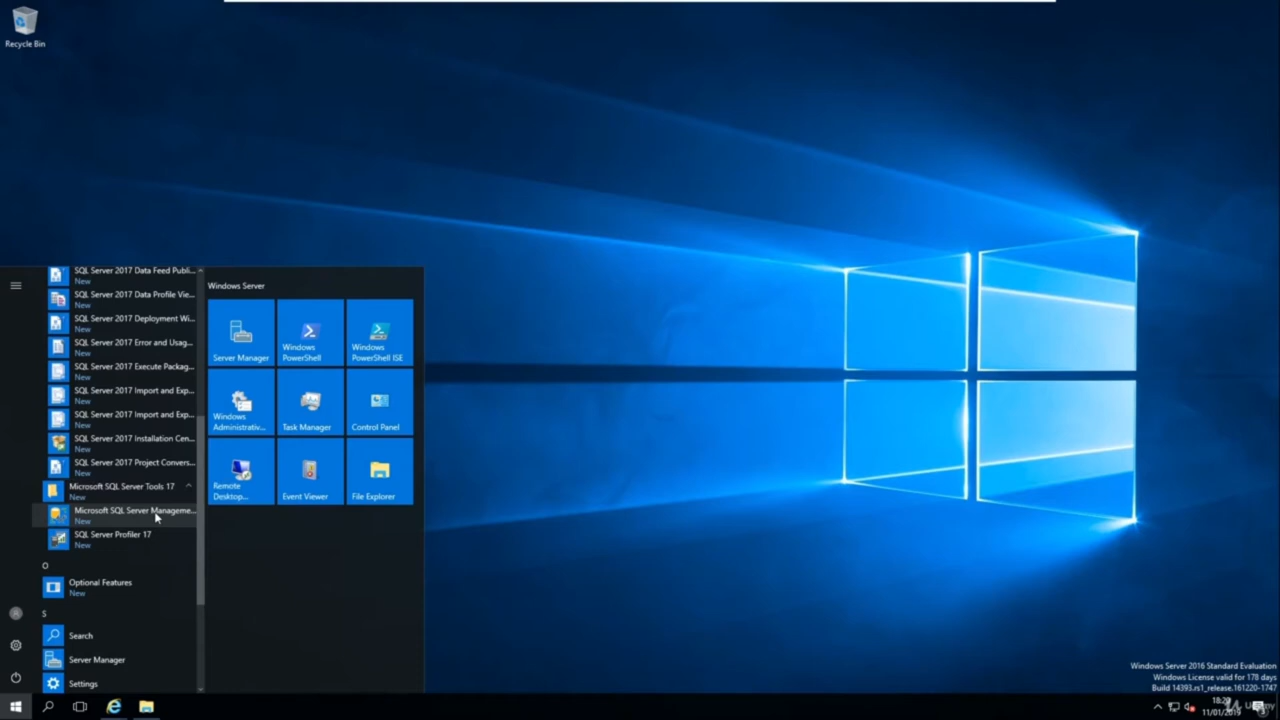 Recycle Bin
SQL Server 2017 Data Feed Publi...
New
SQL Server 2017 Data Profile Vie...
New
SQL Server 2017 Deployment Wi...
New
SQL Server 2017 Error and Usag...
New
SQL Server 2017 Execute Packag...
New
SQL Server 2017 Import and Exp...
New
SQL Server 2017 Import and Exp...
New
SQL Server 2017 Installation Cen...
New
SQL Server 2017 Project Convers...
New
Microsoft SQL Server Tools 17
New
Microsoft SQL Server Manageme...
New
SQL Server Profiler 17
New
O
Optional Features
New
S
Search
Server Manager
Settings
Windows Server
Server Manager
Windows
PowerShell
Windows
PowerShell ISE
Windows
Administrativ...
Task Manager
Control Panel
Remote
Desktop...
Event Viewer
File Explorer
Windows Server 2016 Standard Evaluation
Windows License valid for 178 days
Build 14393.rs1_release.161220-1747
11/01/2019
Udemy